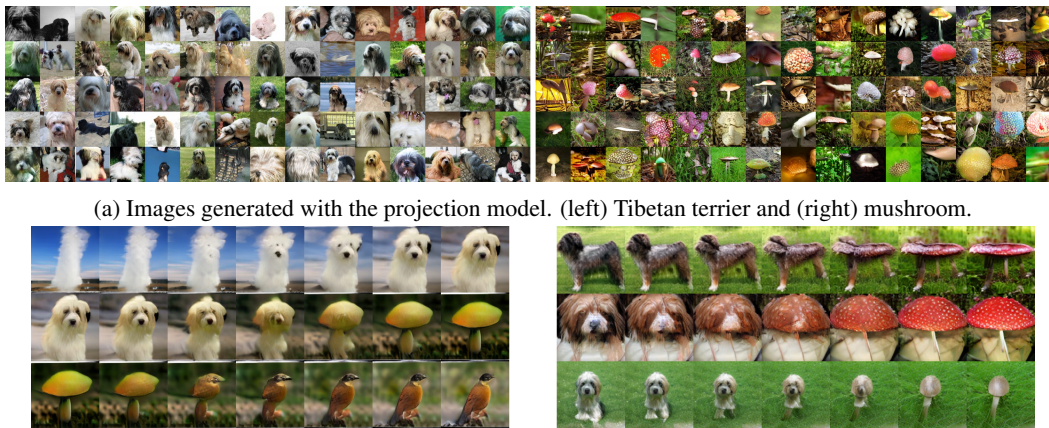 (a) Images generated with the projection model. (left) Tibetan terrier and (right) mushroom.